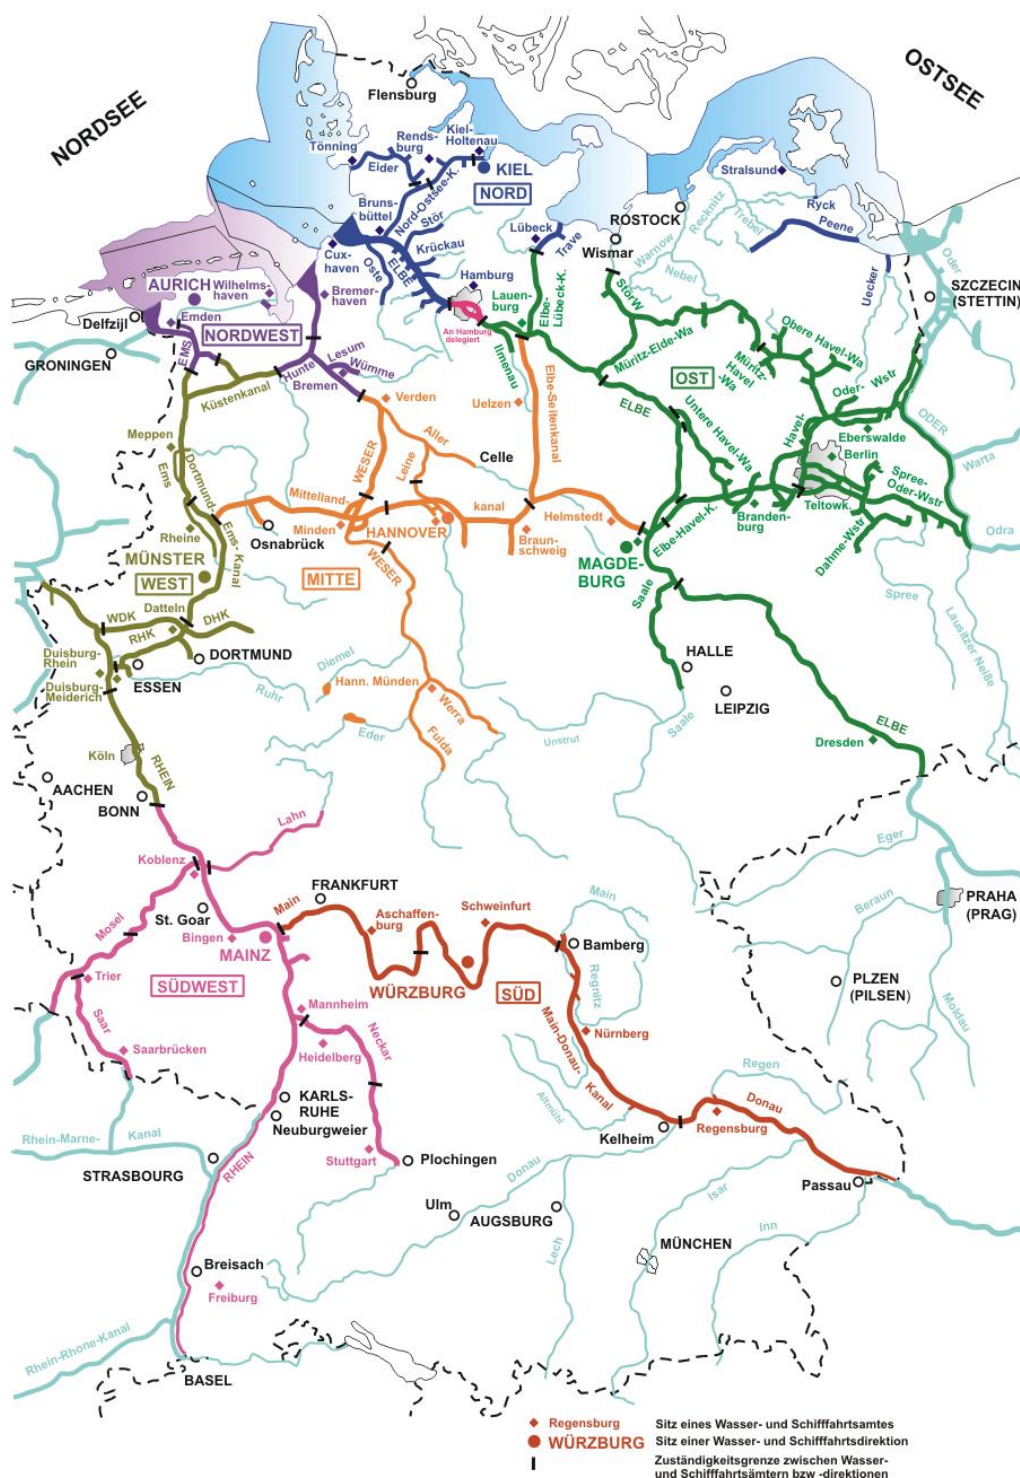 NORDSEE
OSTSEE
Flensburg
Tönning
Rends-
burg
Kiel-
Holtenau
Eider
KIEL
NORD
Stralsund
Bruns-
büttel
Nord-Ostsee-K.
Stör
ROSTOCK
Recknitz
Trebel
Ryck
Peene
Lübeck
Trave
Wismar
Warnow
Nebel
Krückau
Cux-
haven
Oste
ELBE
Hamburg
Uecker
Oder
SZCZECIN
(STETTIN)
AURICH
Wilhelms-
haven
Bremer-
haven
Emden
Delfzijl
NORDWEST
Lauen-
burg
Elbe-
Lübeck-K.
StörW
An Hamburg
delegiert
Ilmenau
Müritz-Elde-Wa
Obere Havel-Wa
Müritz-
Havel
-Wa
GRONINGEN
EMS
Hunte
Lesum
Wümme
Bremen
Küstenkanal
OST
Oder-
Wstr
Verden
Uelzen
Elbe-Seitenkanal
ELBE
Untere Havel-Wa
Havel-
Eberswalde
Berlin
ODER
Warta
Meppen
Ems
Dortmund-
Ems-
Kanal
WESER
Aller
Leine
Celle
Spree-
Oder-Wstr
Teltowk.
Mittelland-
kanal
Minden
HANNOVER
Braun-
schweig
Helmstedt
Elbe-Havel-K.
Branden-
burg
Dahme-Wstr
Odra
Rheine
Osnabrück
MÜNSTER
WEST
MITTE
WESER
MAGDE-
BURG
Saale
Spree
Lausitzer Neiße
Datteln
WDK
RHK
DHK
Duisburg-
Rhein
DORTMUND
ESSEN
Duisburg-
Meiderich
Ruhr
Diemel
Hann. Münden
Werra
Eder
Fulda
Unstrut
Saale
HALLE
LEIPZIG
ELBE
Dresden
Köln
RHEIN
AACHEN
BONN
Lahn
Eger
Koblenz
FRANKFURT
Main
St. Goar
Mosel
Bingen
MAINZ
Aschaffen-
burg
Schweinfurt
Main
Bamberg
Beraun
PRAHA
(PRAG)
Trier
SÜDWEST
WÜRZBURG
SÜD
Regnitz
PLZEN
(PILSEN)
Moldau
Saar
Mannheim
Nürnberg
Saarbrücken
Heidelberg
Neckar
Main-Donau-
Kanal
Altmühl
Regen
KARLS-
RUHE
Neuburgweier
Donau
Regensburg
Kelheim
Rhein-Marne-
Kanal
STRASBOURG
RHEIN
Stuttgart
Plochingen
Donau
Passau
Ulm
AUGSBURG
Isar
Inn
Lech
MÜNCHEN
Breisach
Freiburg
Rhein-Rhone-Kanal
BASEL
Regensburg
Sitz eines Wasser- und Schifffahrtsamtes
WÜRZBURG
Sitz einer Wasser- und Schifffahrtsdirektion
Zuständigkeitsgrenze zwischen Wasser-
und Schifffahrtsämtern bzw -direktionen